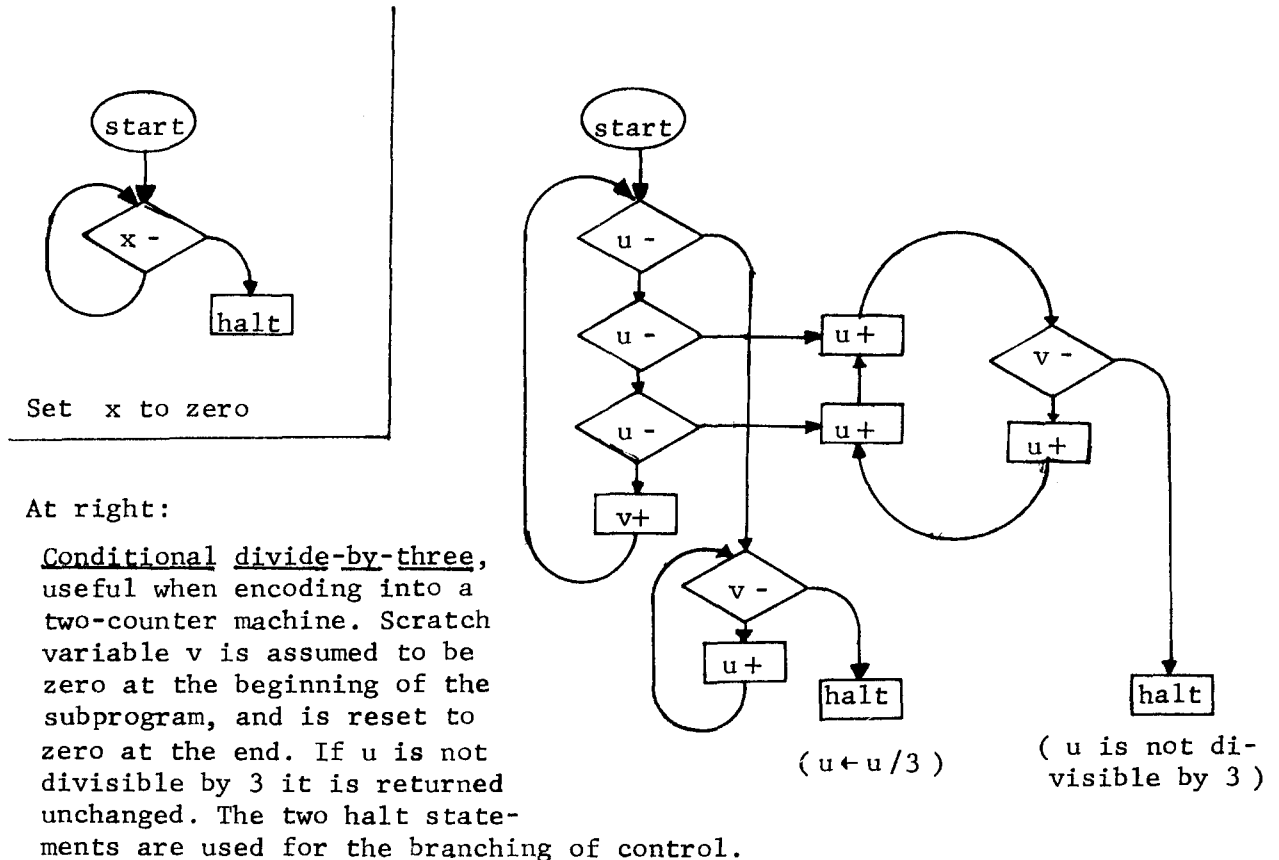 start
x -
halt
Set x to zero
At right:
Conditional divide-by-three,
useful when encoding into a
two-counter machine. Scratch
variable v is assumed to be
zero at the beginning of the
subprogram, and is reset to
zero at the end. If u is not
divisible by 3 it is returned
unchanged. The two halt state-
ments are used for the branching of control.
start
u -
u -
u -
v+
u+
u+
v -
u+
v -
u+
halt
(u←u/3)
halt
( u is not di-
visible by 3 )